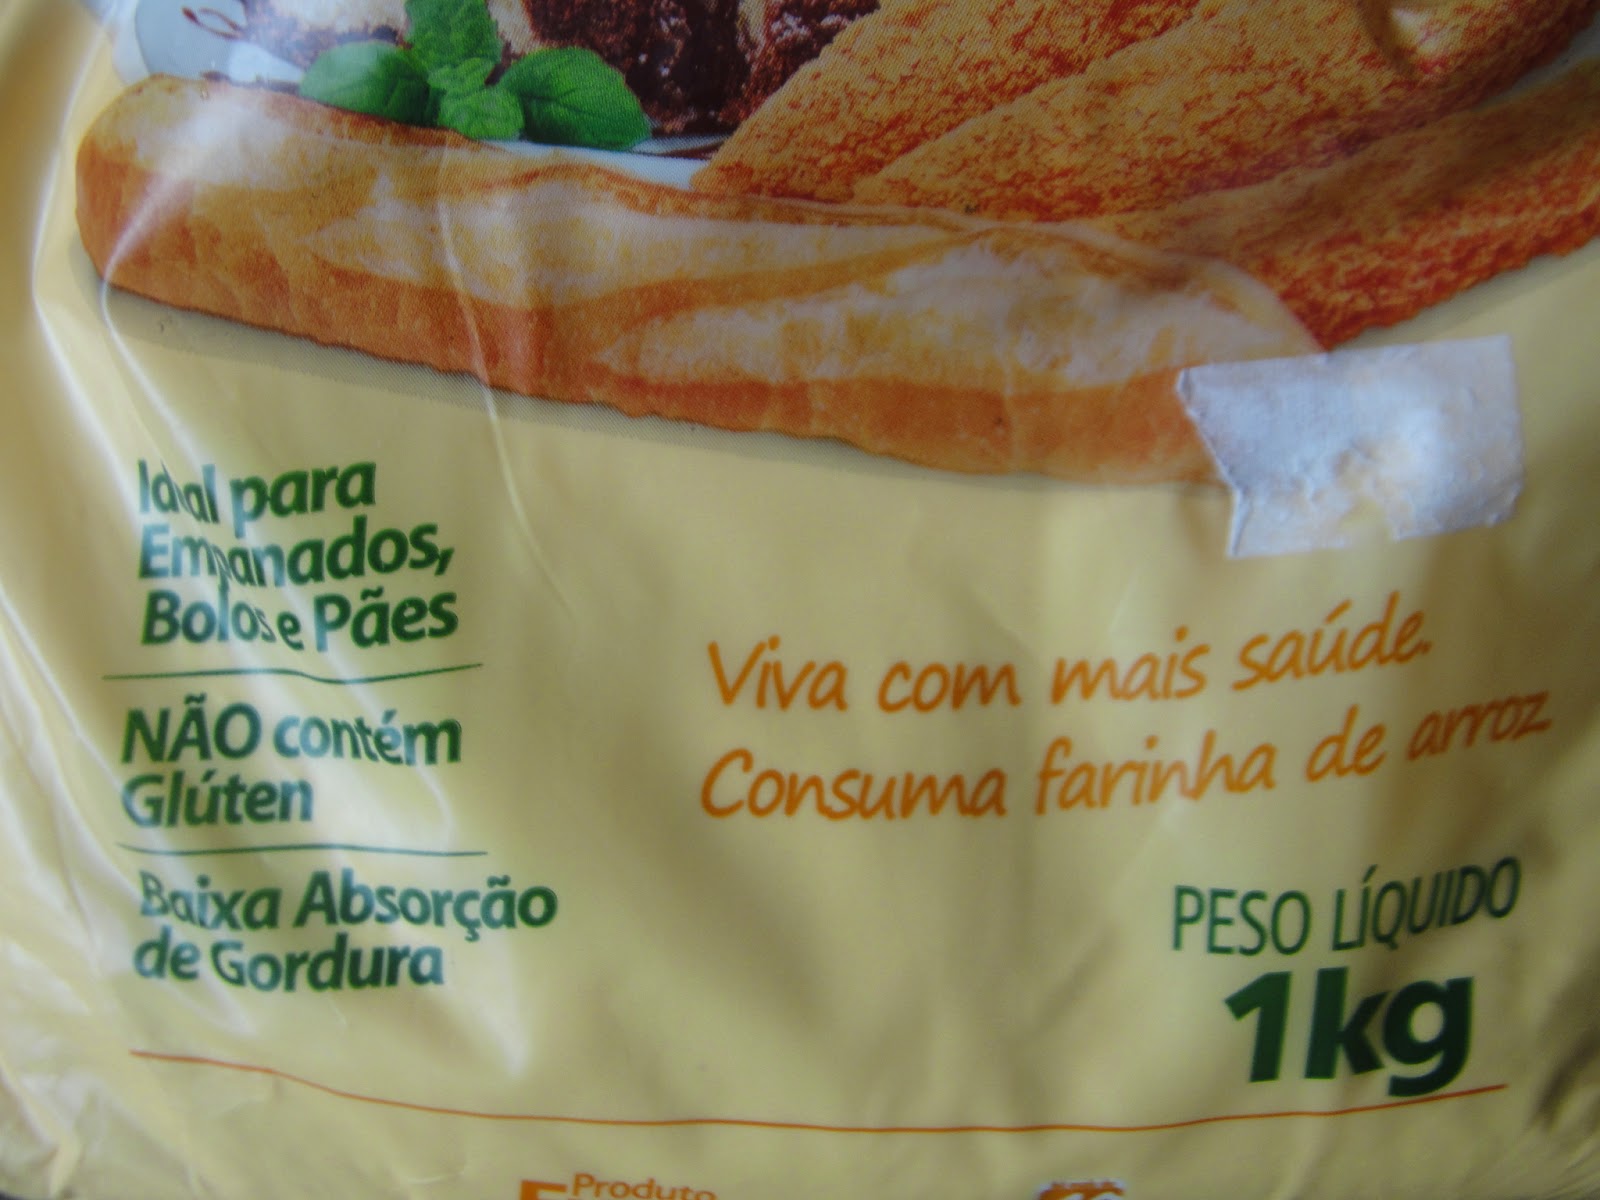 Ideal para
Empanados,
Bolos e Pães
NÃO contém
Glúten
Baixa Absorção
de Gordura
Viva com mais saúde.
Consuma farinha de arroz
PESO LÍQUIDO
1kg
Produto